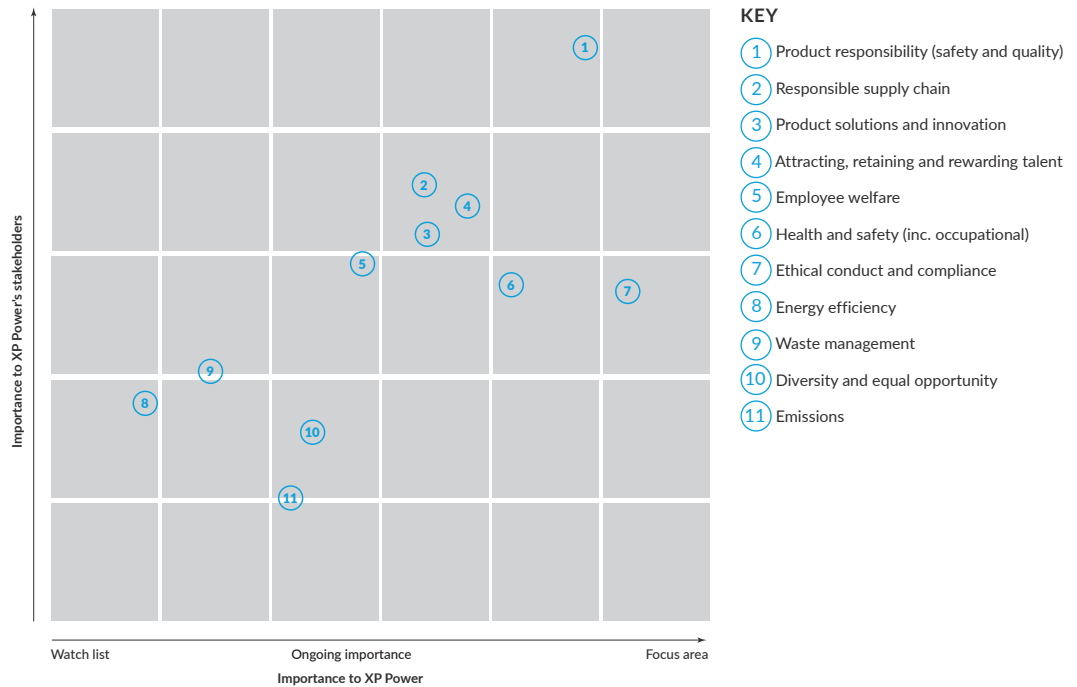 Importance to XP Power's stakeholders
1
2
4
3
5
6
7
9
8
10
11
Watch list
Ongoing importance
Focus area
Importance to XP Power
KEY
1 Product responsibility (safety and quality)
2 Responsible supply chain
3 Product solutions and innovation
4 Attracting, retaining and rewarding talent
5 Employee welfare
6 Health and safety (inc. occupational)
7 Ethical conduct and compliance
8 Energy efficiency
9 Waste management
10 Diversity and equal opportunity
11 Emissions